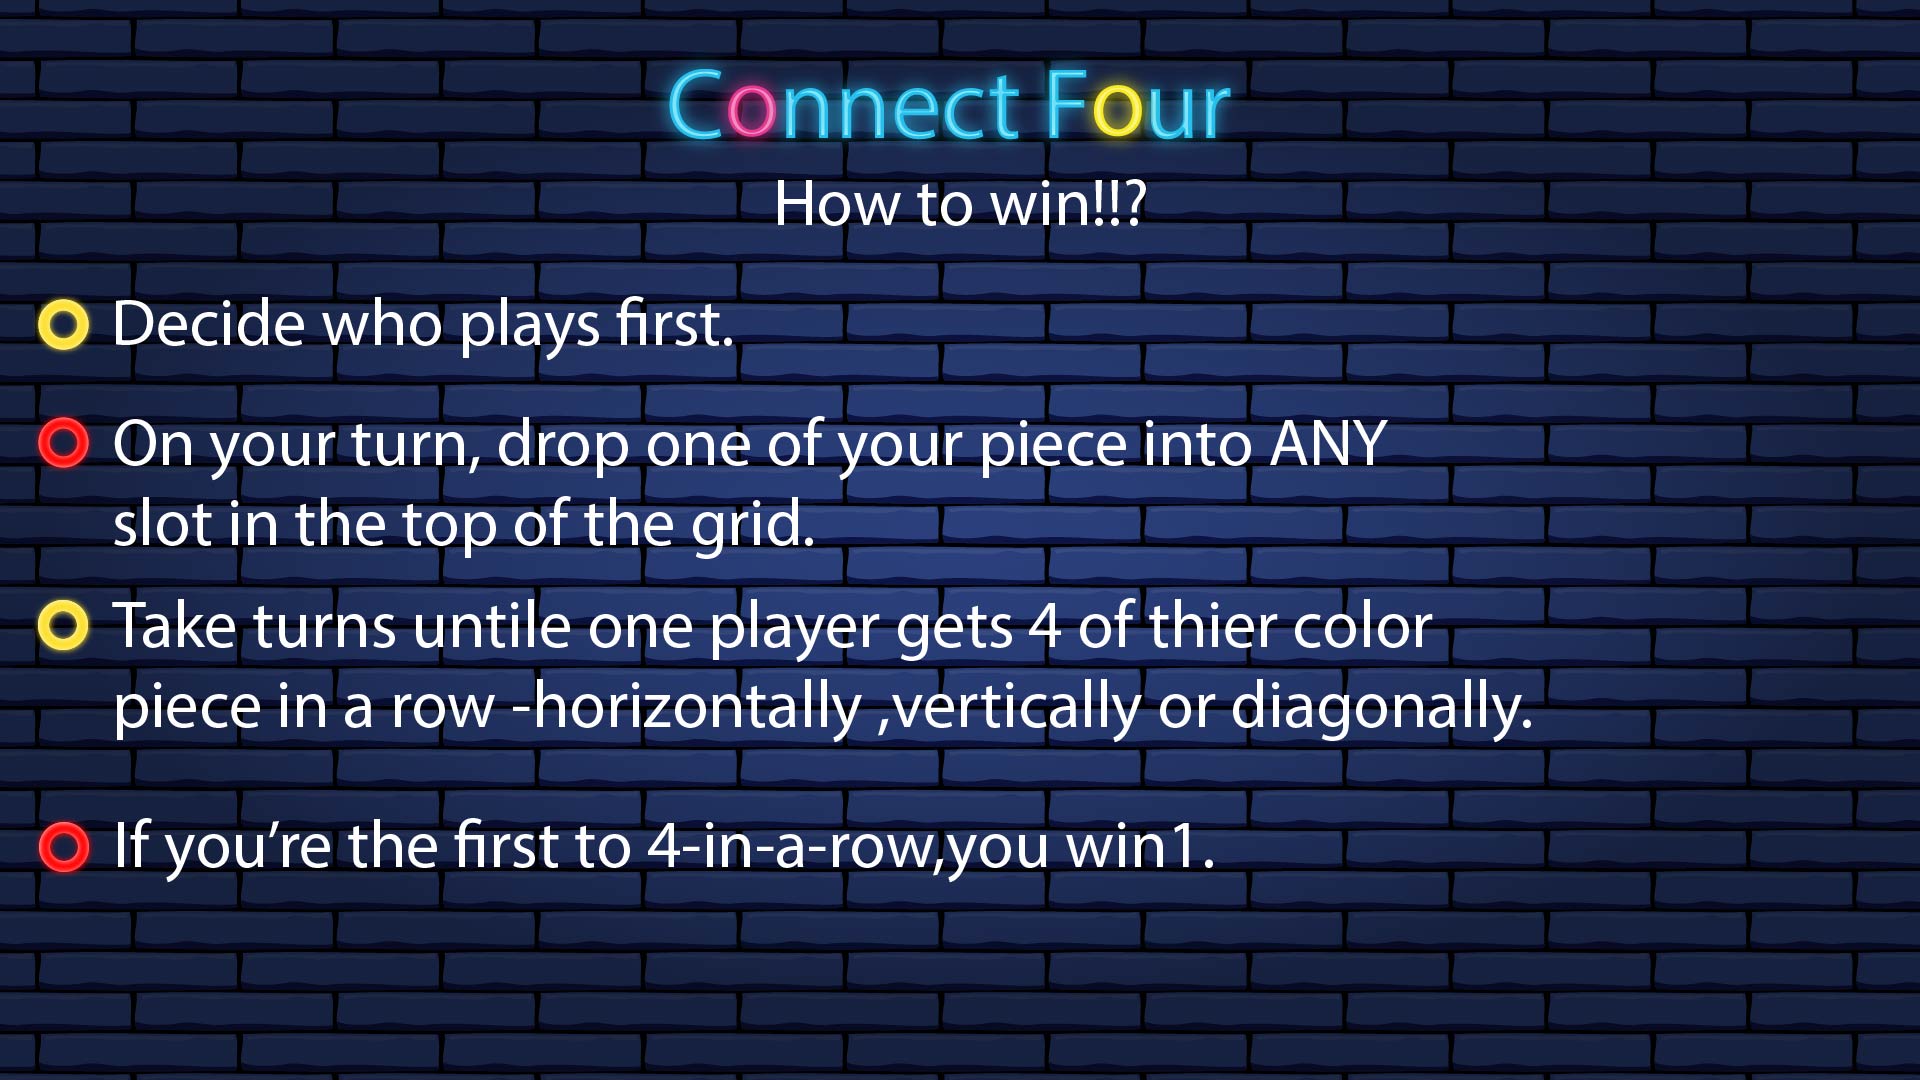 Connect Four
How to win!!?
Decide who plays first.
On your turn, drop one of your piece into ANY
slot in the top of the grid.
Take turns untile one player gets 4 of thier color
piece in a row -horizontally ,vertically or diagonally.
If you’re the first to 4-in-a-row,you win1.